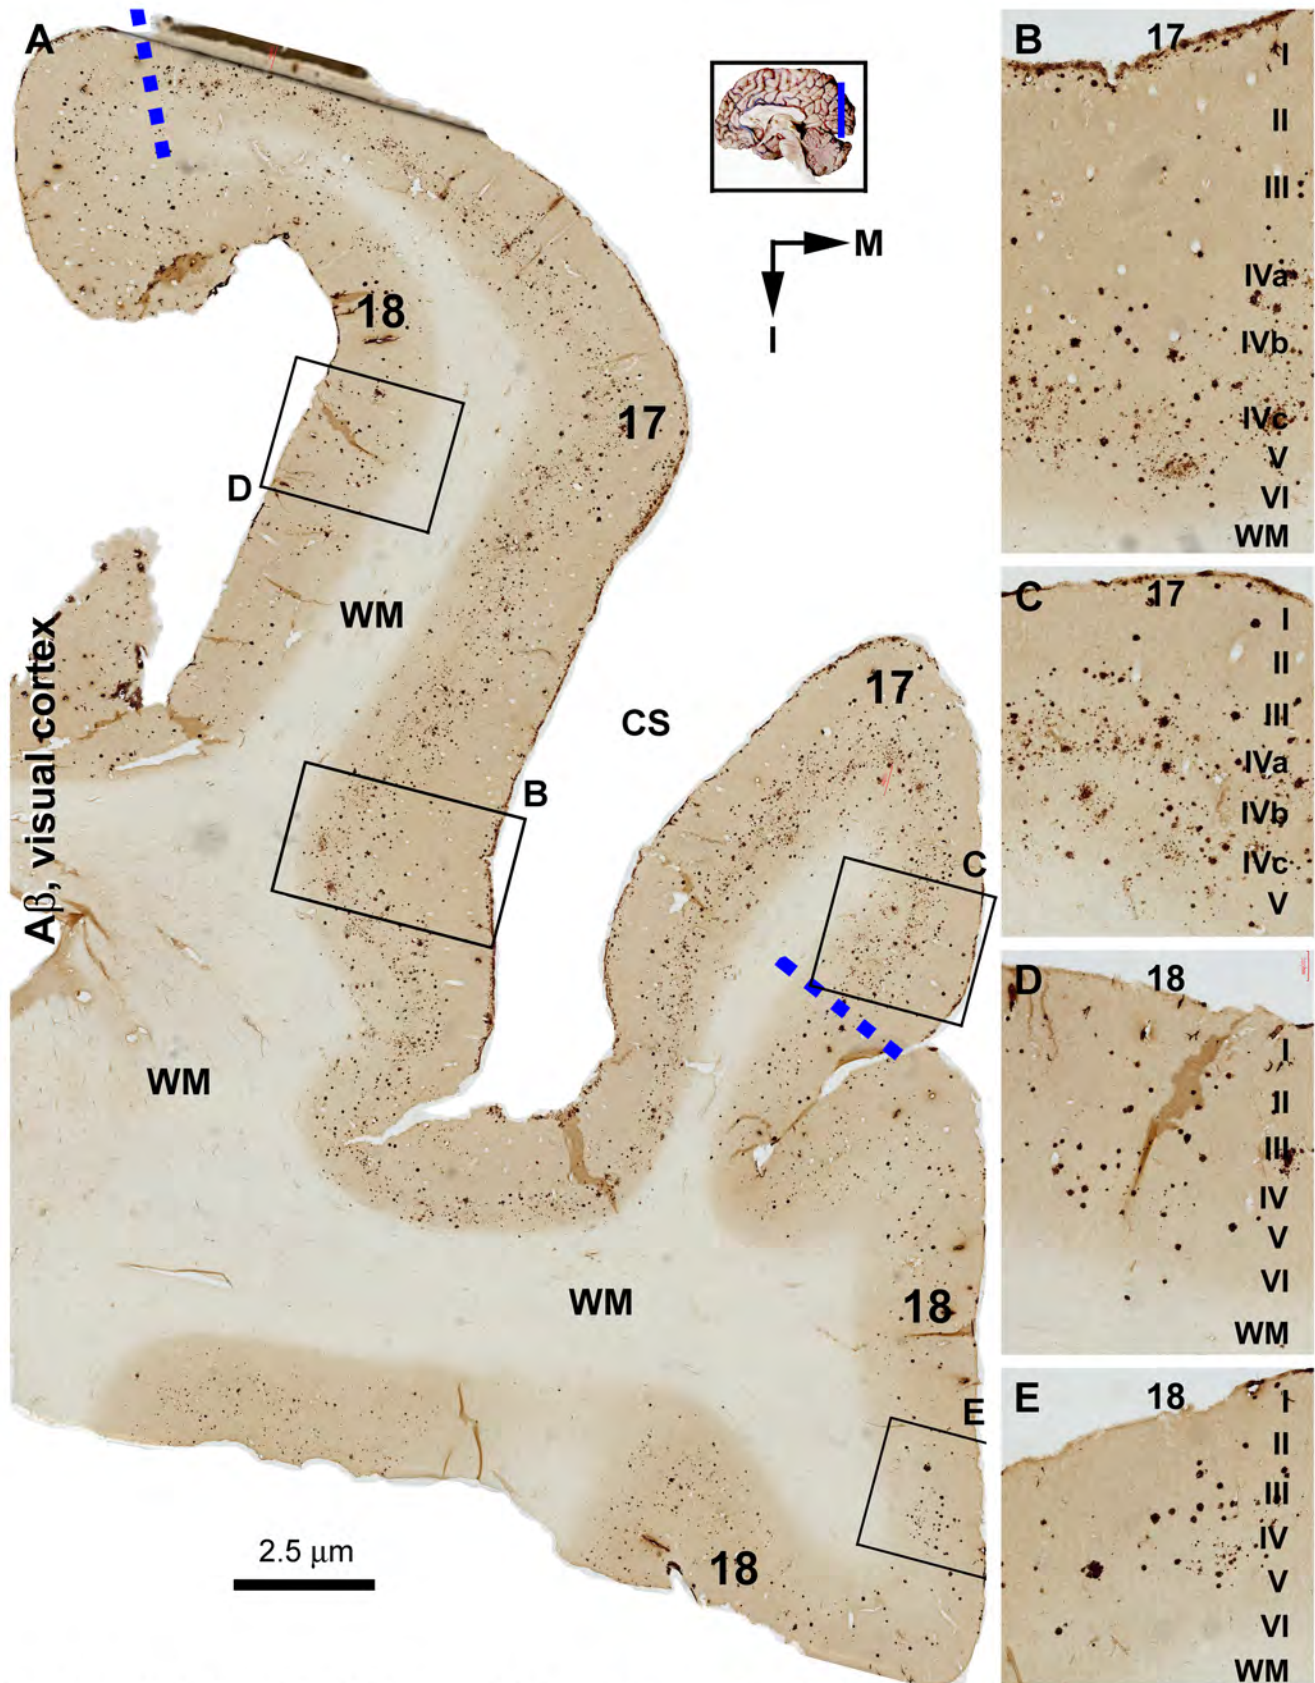 A
18
17
D
WM
Aβ, visual cortex
B
CS
17
C
WM
WM
18
E
18
2.5 μm
M
I
B
17
I
II
III
IVa
IVb
IVc
V
VI
WM
C
17
I
II
III
IVa
IVb
IVc
V
D
18
I
II
III
IV
V
VI
WM
E
18
I
II
III
IV
V
VI
WM